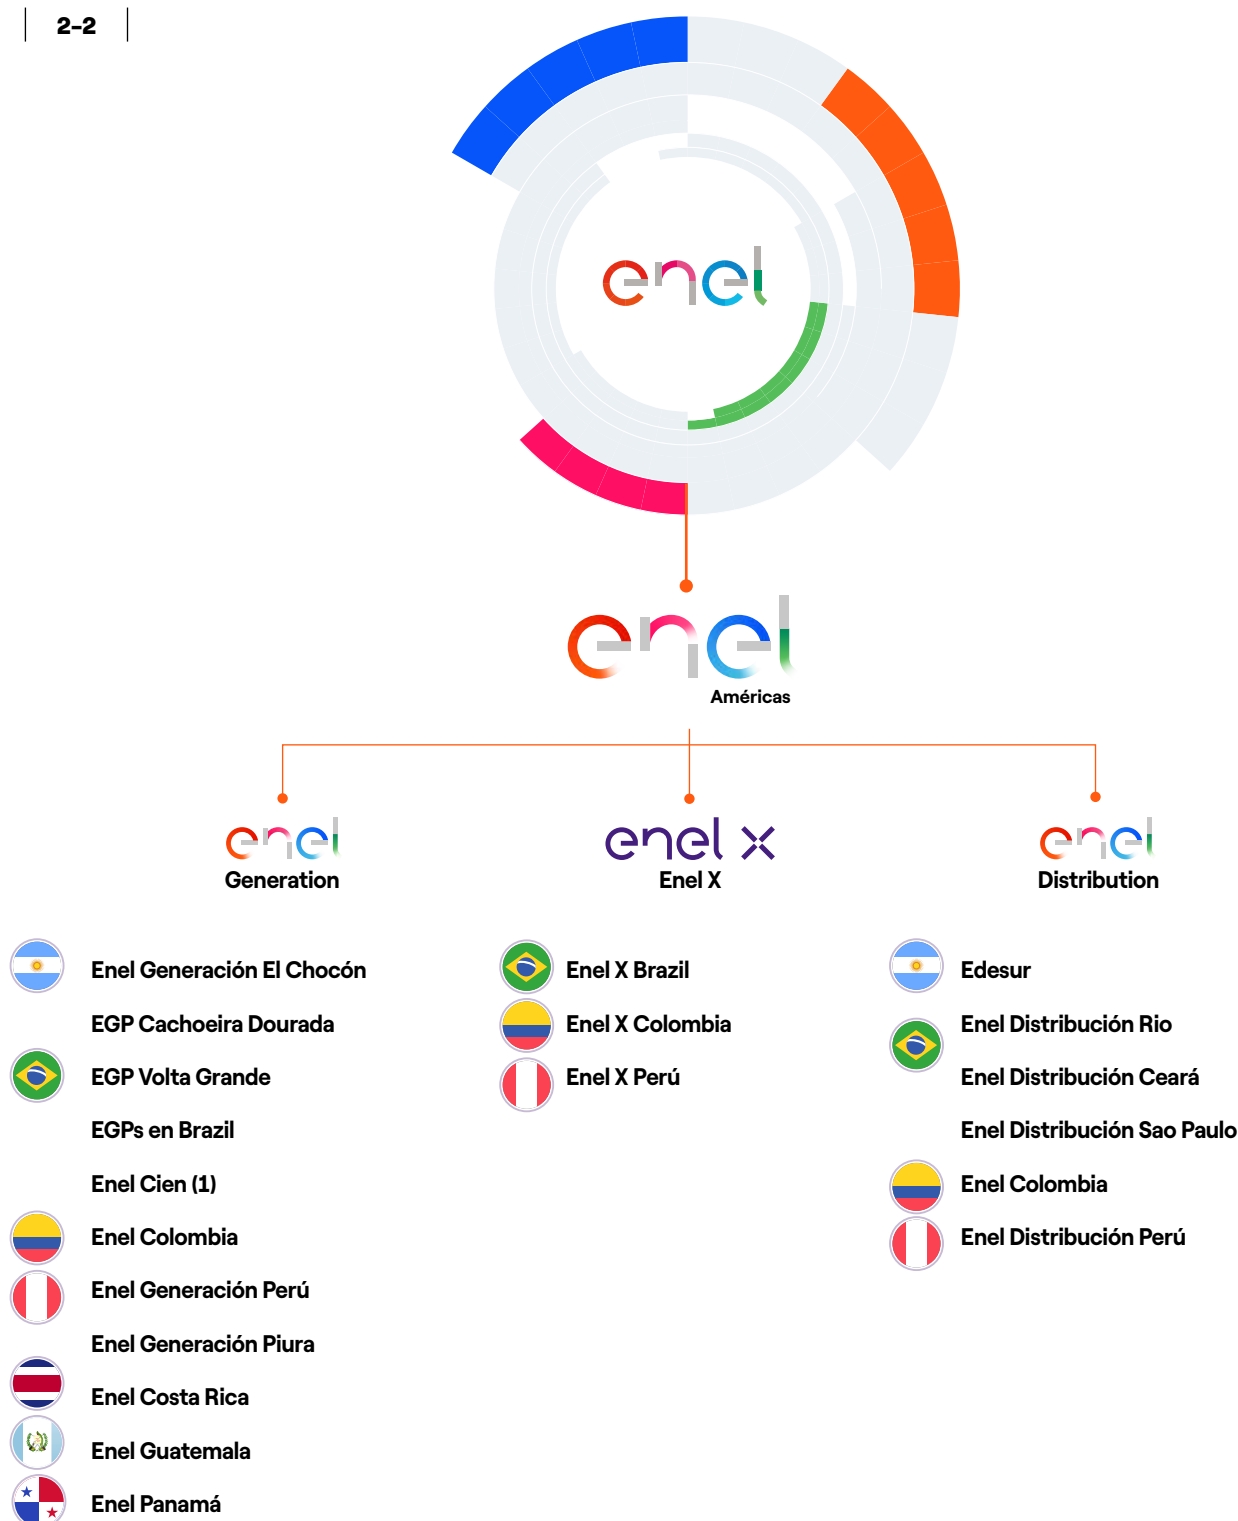 2-2
enel
enel
Américas
enel
Generation
enel x
Enel X
enel
Distribution
Enel Generación El Chocón
EGP Cachoeira Dourada
EGP Volta Grande
EGPs en Brazil
Enel Cien (1)
Enel Colombia
Enel Generación Perú
Enel Generación Piura
Enel Costa Rica
Enel Guatemala
Enel Panamá
Enel X Brazil
Enel X Colombia
Enel X Perú
Edesur
Enel Distribución Rio
Enel Distribución Ceará
Enel Distribución Sao Paulo
Enel Colombia
Enel Distribución Perú